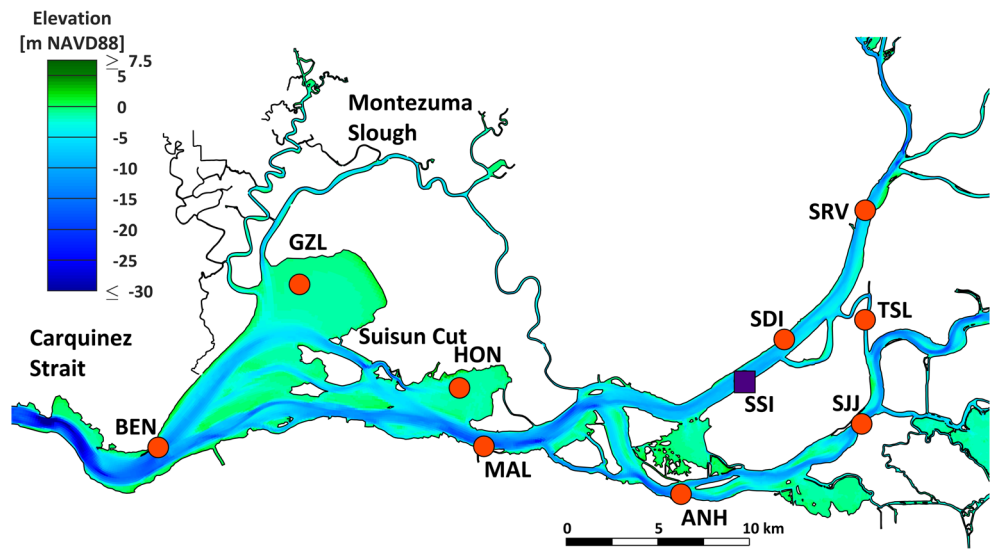 Elevation
[m NAVD88]
≥ 7.5
5
0
-5
-10
-15
-20
-25
≤ -30
Montezuma
Slough
GZL
SRV
Carquinez
Strait
Suisun Cut
HON
SDI
TSL
SSI
SJJ
BEN
MAL
ANH
0 5 10 km